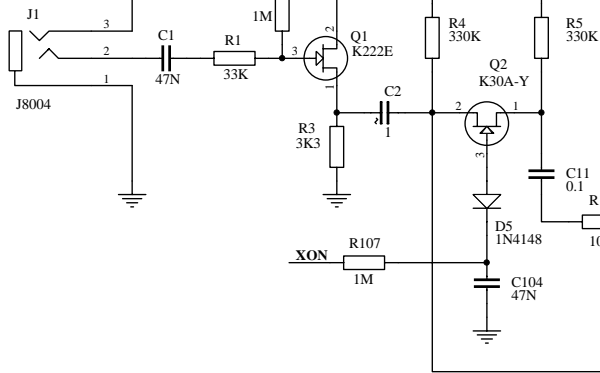 J1
3
2
1
J8004
C1
47N
R1
33K
1M
3
2
1
Q1
K222E
R3
3K3
C2
1
R4
330K
R5
330K
Q2
K30A-Y
2
1
3
D5
1N4148
C11
0.1
R
10
XON
R107
1M
C104
47N